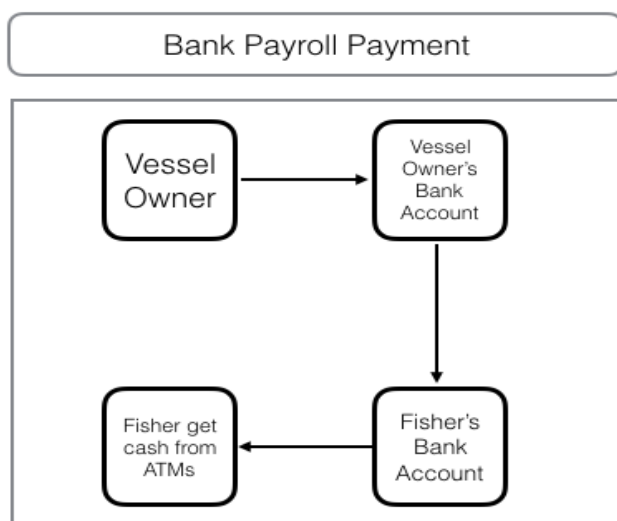 Bank Payroll Payment
Vessel
Owner
Vessel
Owner's
Bank
Account
Fisher get
cash from
ATMs
Fisher's
Bank
Account